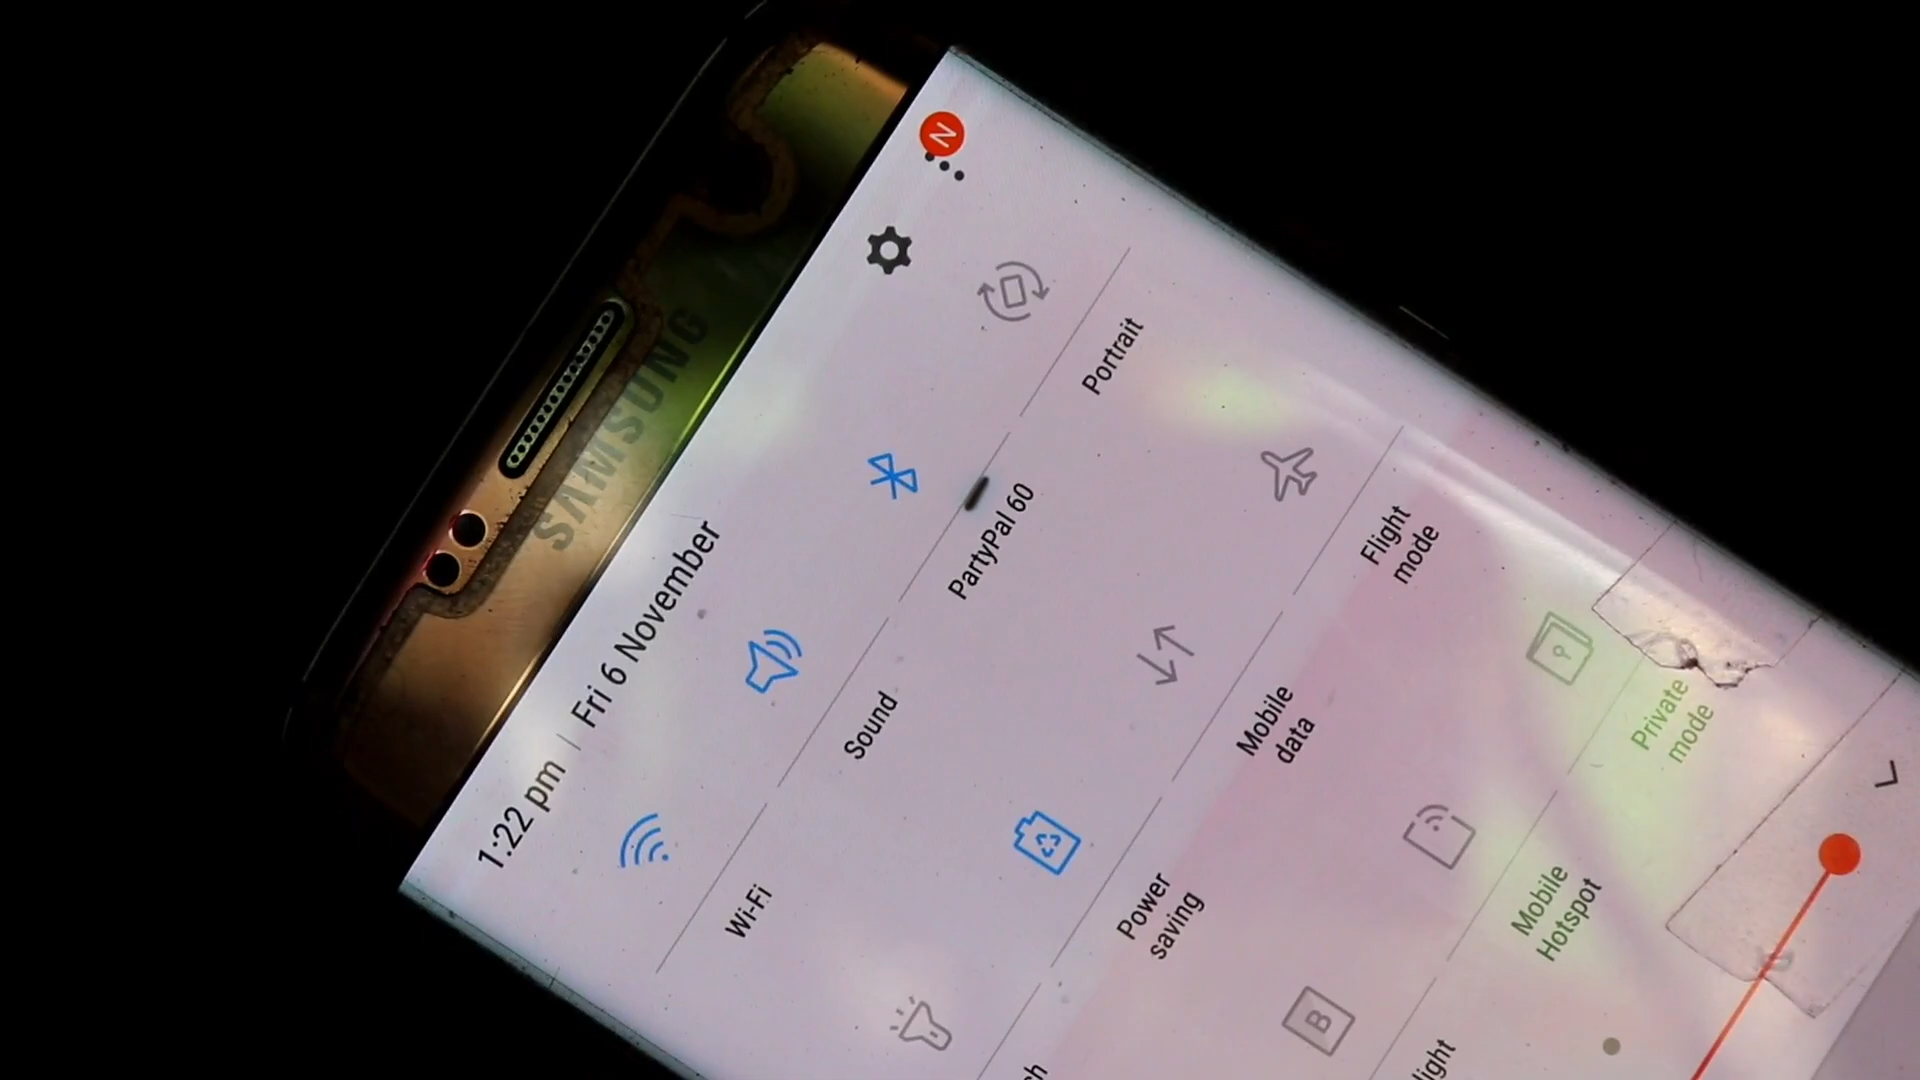 SAMSUNG
N
1:22 pm | Fri 6 November
Wi-Fi
Sound
PartyPal 60
Portrait
Power
saving
Mobile
data
Flight
mode
B
Mobile
Hotspot
Private
mode